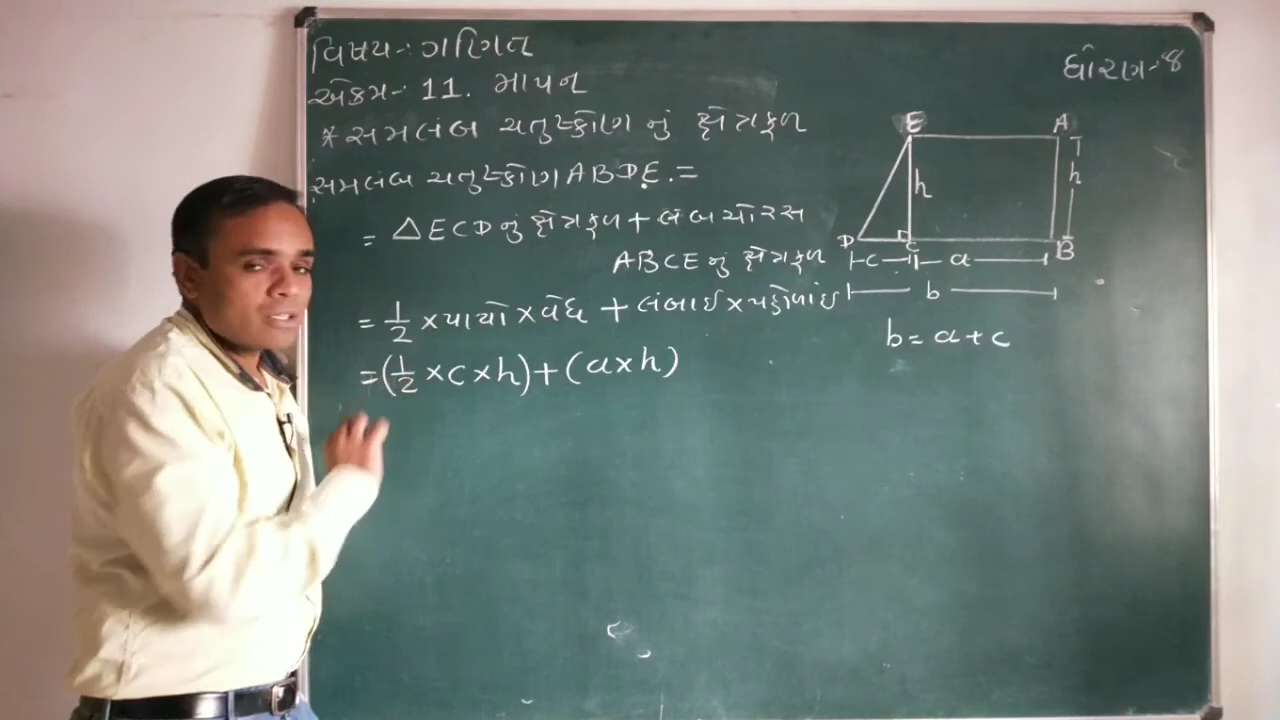 વિષય:- ગણિત
ધોરણ-8
એકમ:- 11. માપન
* સમલંબ ચતુષ્કોણ નું ક્ષેત્રફળ
સમલંબ ચતુષ્કોણ ABDE. =
= △ECD નું ક્ષેત્રફળ + લંબચોરસ
ABCE નું ક્ષેત્રફળ
= 1/2 × પાયો × વેધ + લંબાઈ × પહોળાઈ
= (1/2 × c × h) + (a × h)
E A
h h
D C B
c a
b
b = a + c